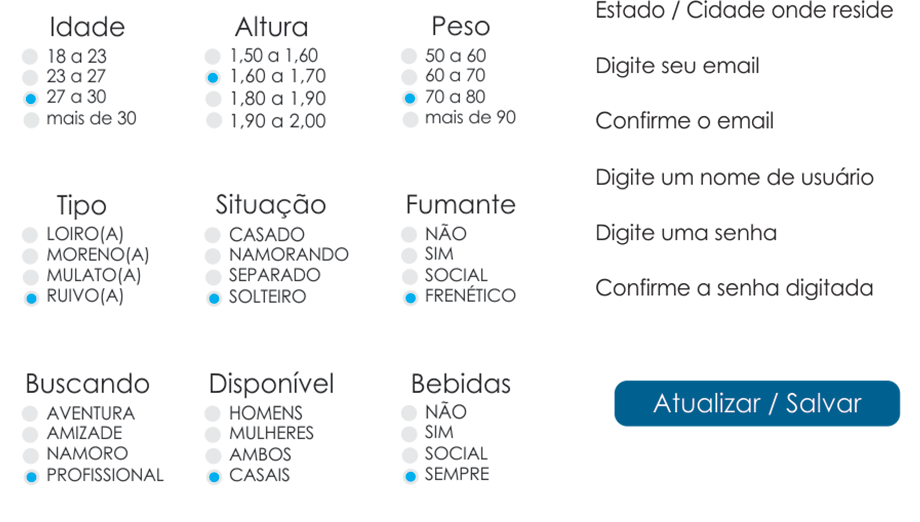 Idade
18 a 23
23 a 27
27 a 30
mais de 30
Altura
1,50 a 1,60
1,60 a 1,70
1,80 a 1,90
1,90 a 2,00
Peso
50 a 60
60 a 70
70 a 80
mais de 90
Tipo
LOIRO(A)
MORENO(A)
MULATO(A)
RUIVO(A)
Situação
CASADO
NAMORANDO
SEPARADO
SOLTEIRO
Fumante
NÃO
SIM
SOCIAL
FRENÉTICO
Buscando
AVENTURA
AMIZADE
NAMORO
PROFISSIONAL
Disponível
HOMENS
MULHERES
AMBOS
CASAIS
Bebidas
NÃO
SIM
SOCIAL
SEMPRE
Estado / Cidade onde reside
Digite seu email
Confirme o email
Digite um nome de usuário
Digite uma senha
Confirme a senha digitada
Atualizar / Salvar